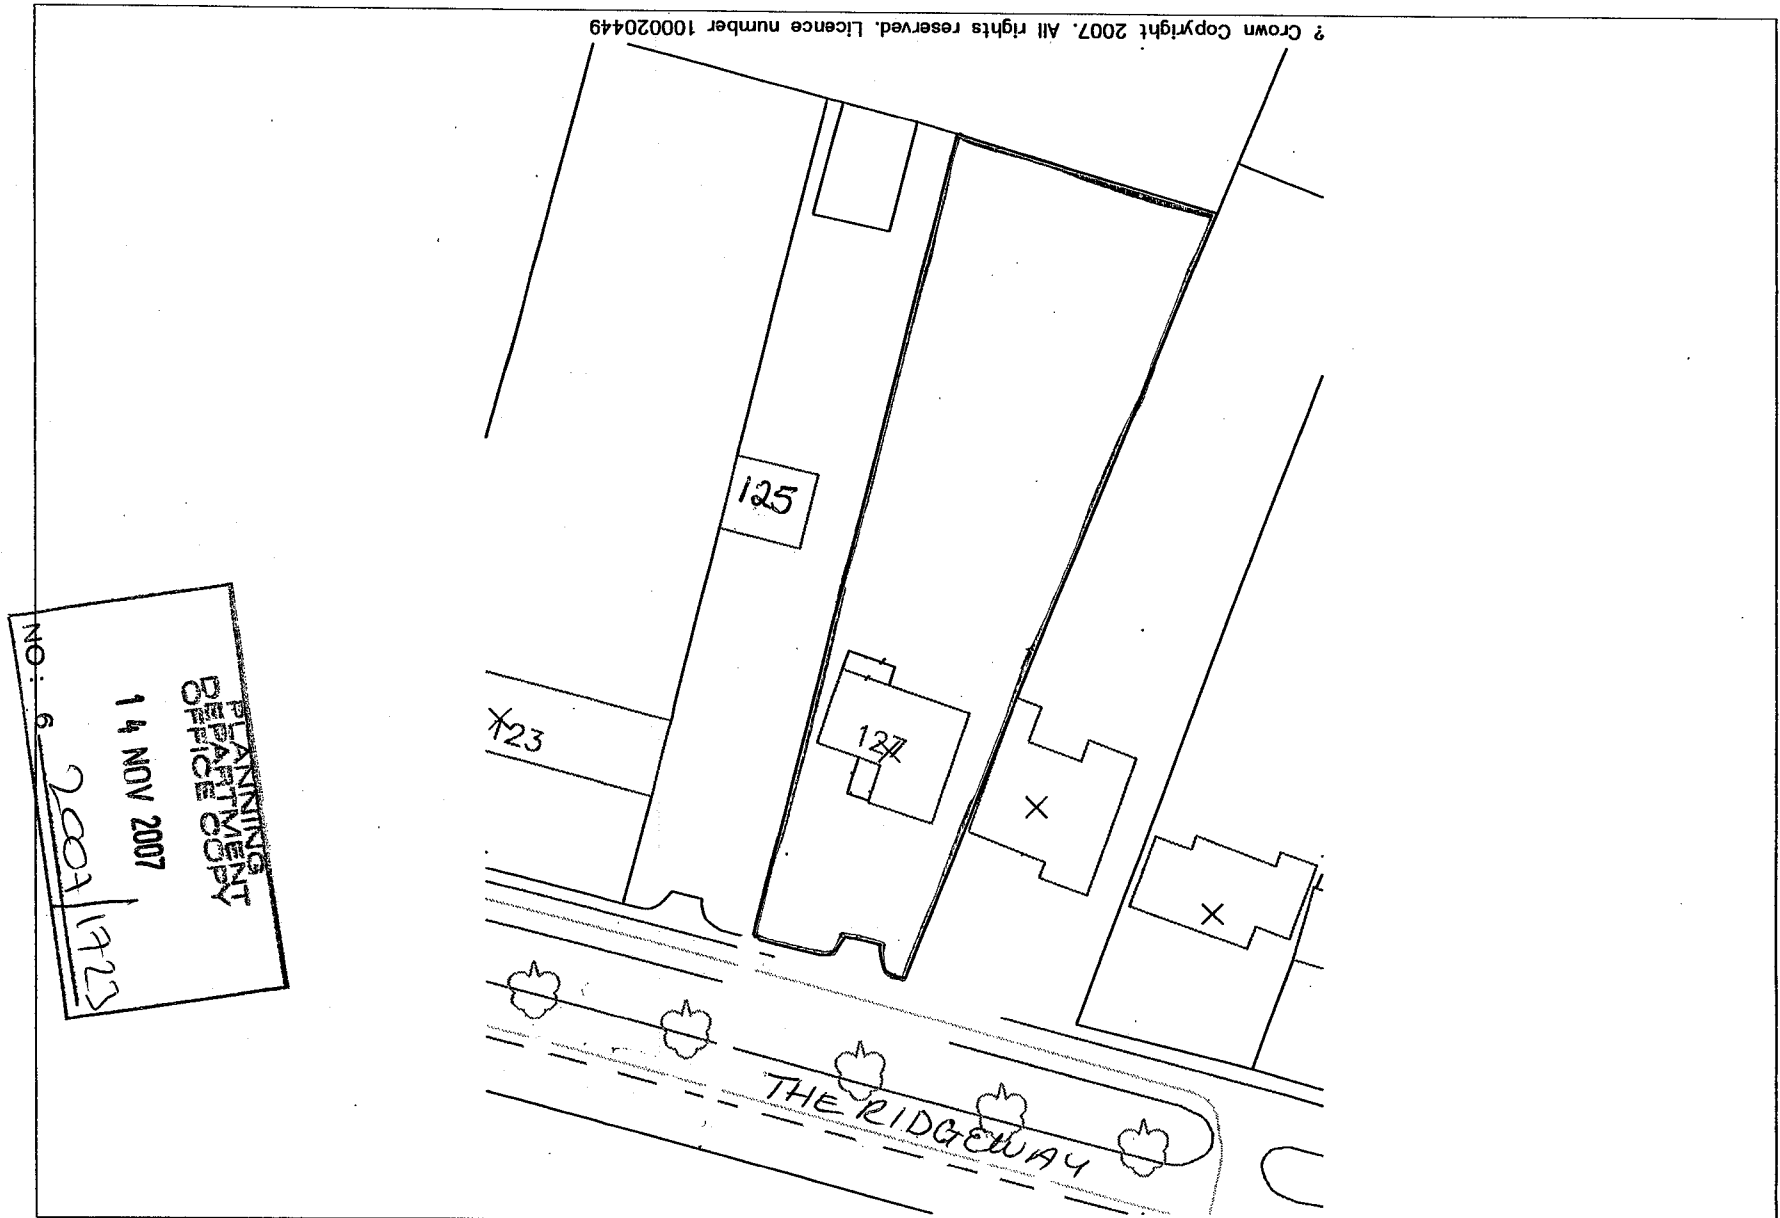 ? Crown Copyright 2007. All rights reserved. Licence number 100020449
125
123
127
THE RIDGEWAY
PLANNING
DEPARTMENT
OFFICE COPY
14 NOV 2007
2007/1723
NO: 6